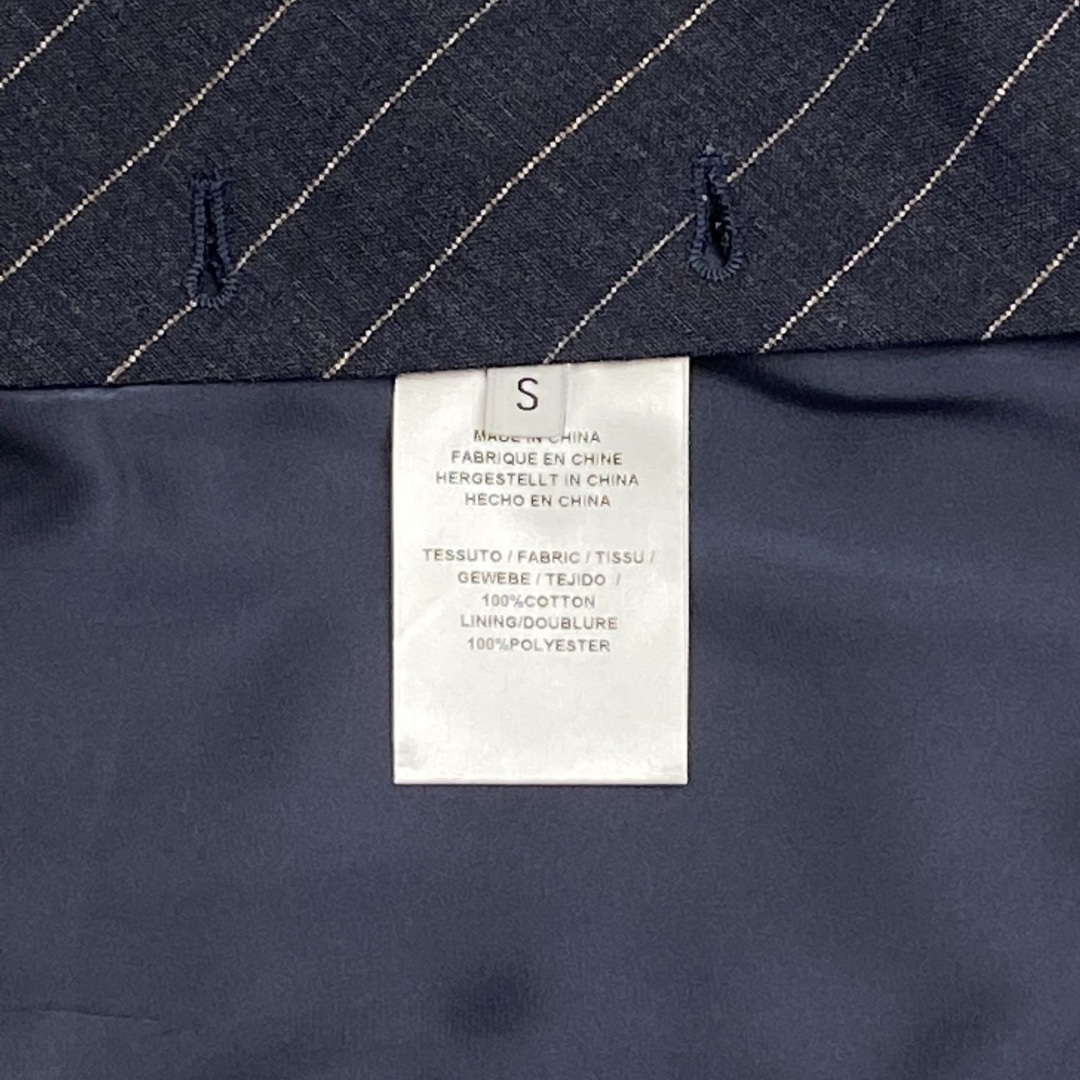 S
MADE IN CHINA
FABRIQUE EN CHINE
HERGESTELLT IN CHINA
HECHO EN CHINA
TESSUTO / FABRIC / TISSU /
GEWEBE / TEJIDO /
100%COTTON
LINING/DOUBLURE
100%POLYESTER